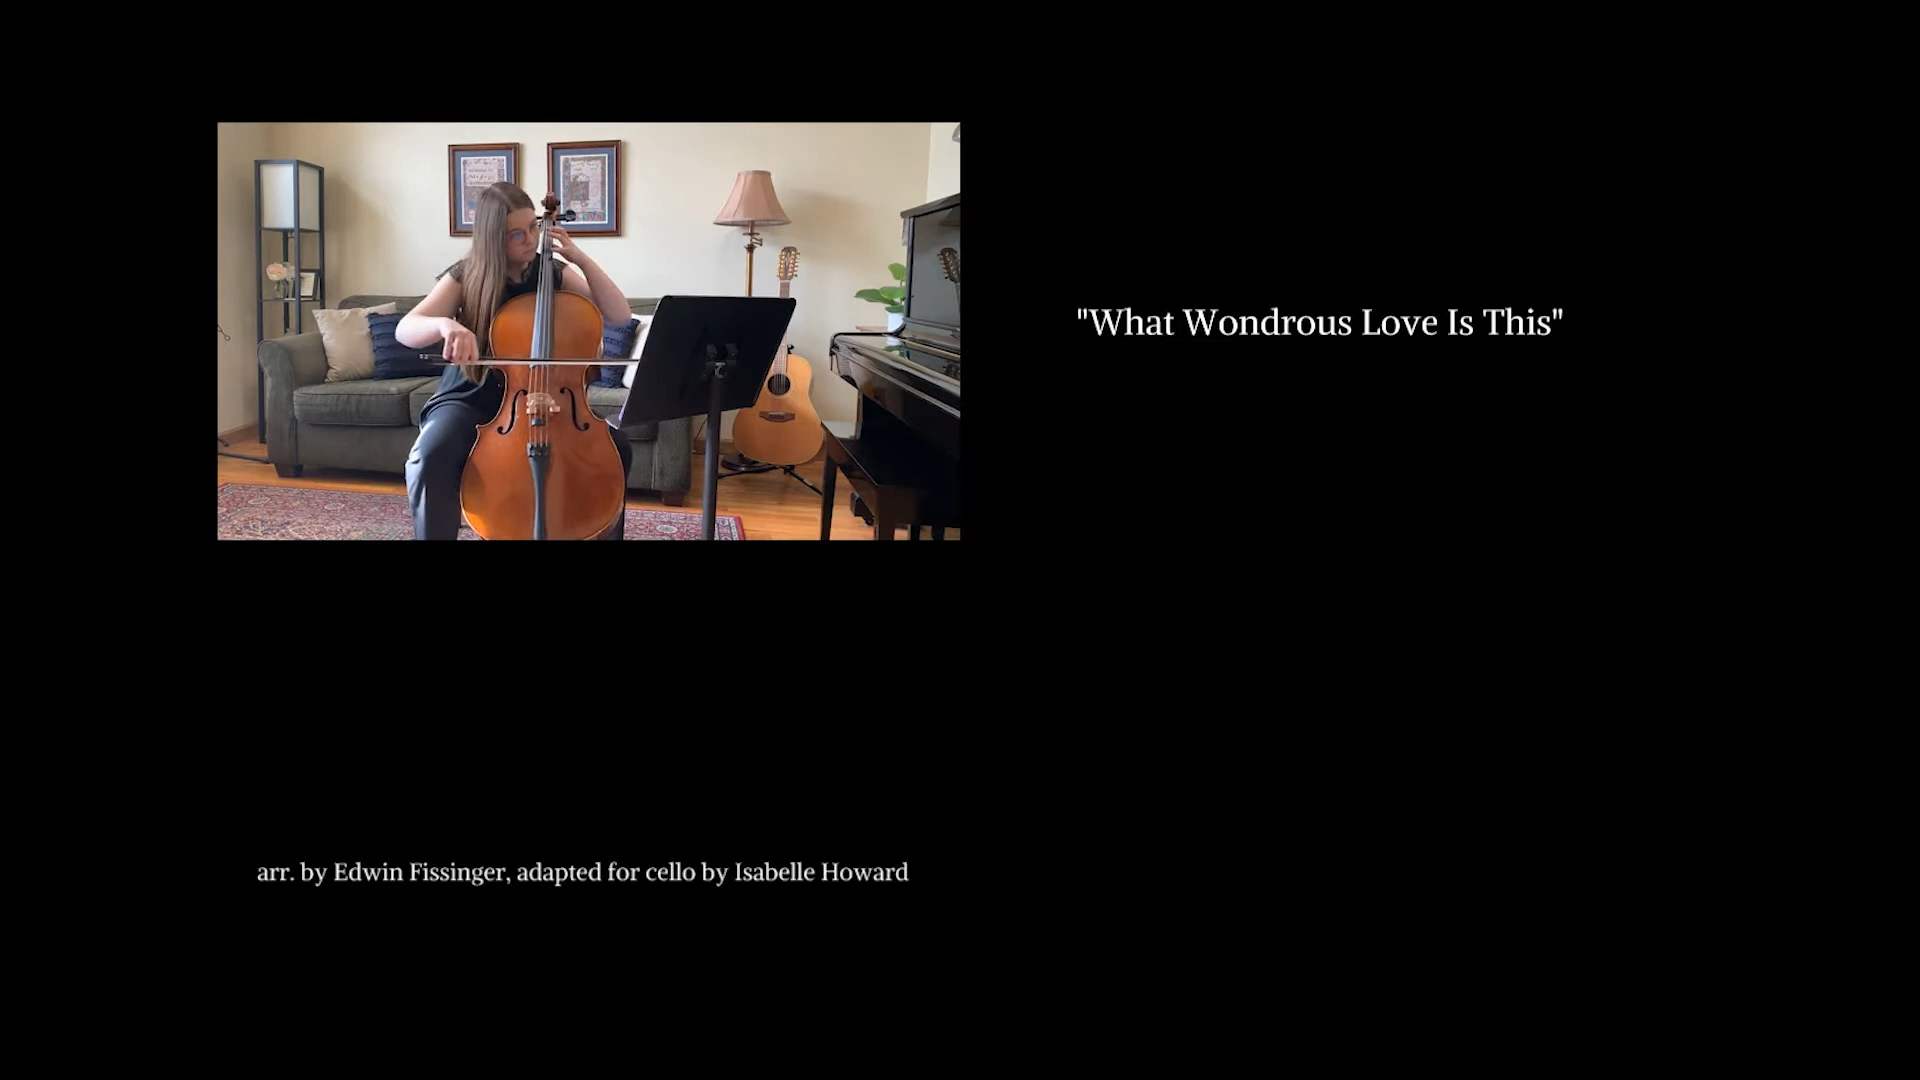 "What Wondrous Love Is This"
arr. by Edwin Fissinger, adapted for cello by Isabelle Howard